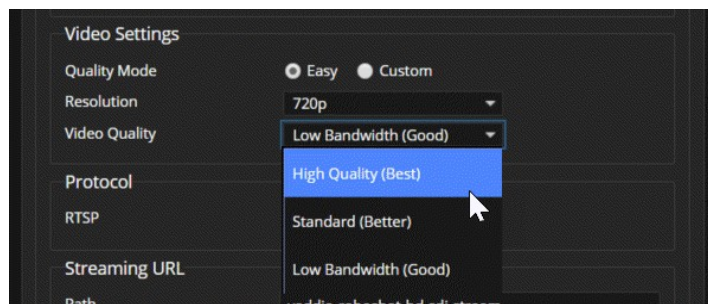 Video Settings
Quality Mode Easy Custom
Resolution 720p
Video Quality Low Bandwidth (Good)
High Quality (Best)
Protocol
RTSP
Standard (Better)
Streaming URL
Low Bandwidth (Good)
Path